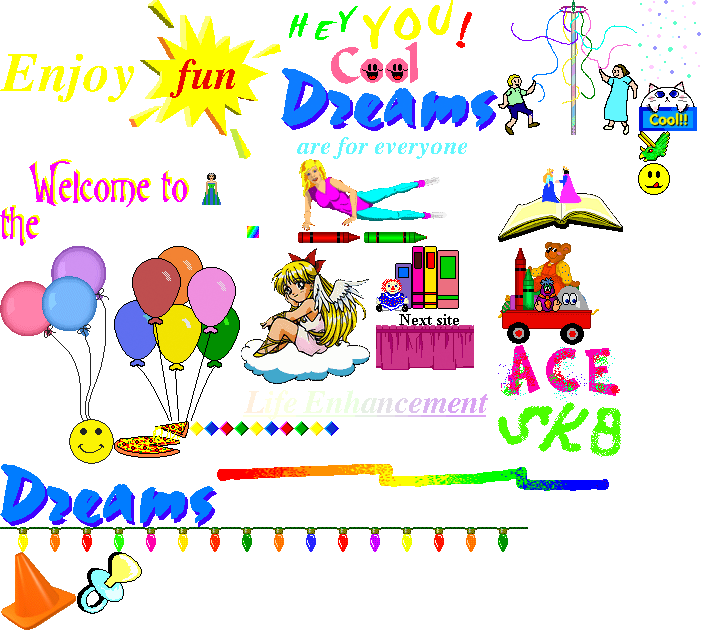 HEY YOU!
Enjoy fun
Cool
Dreams
are for everyone
Cool!!
Welcome to
the
Next site
ACE
SK8
Life Enhancement
Dreams